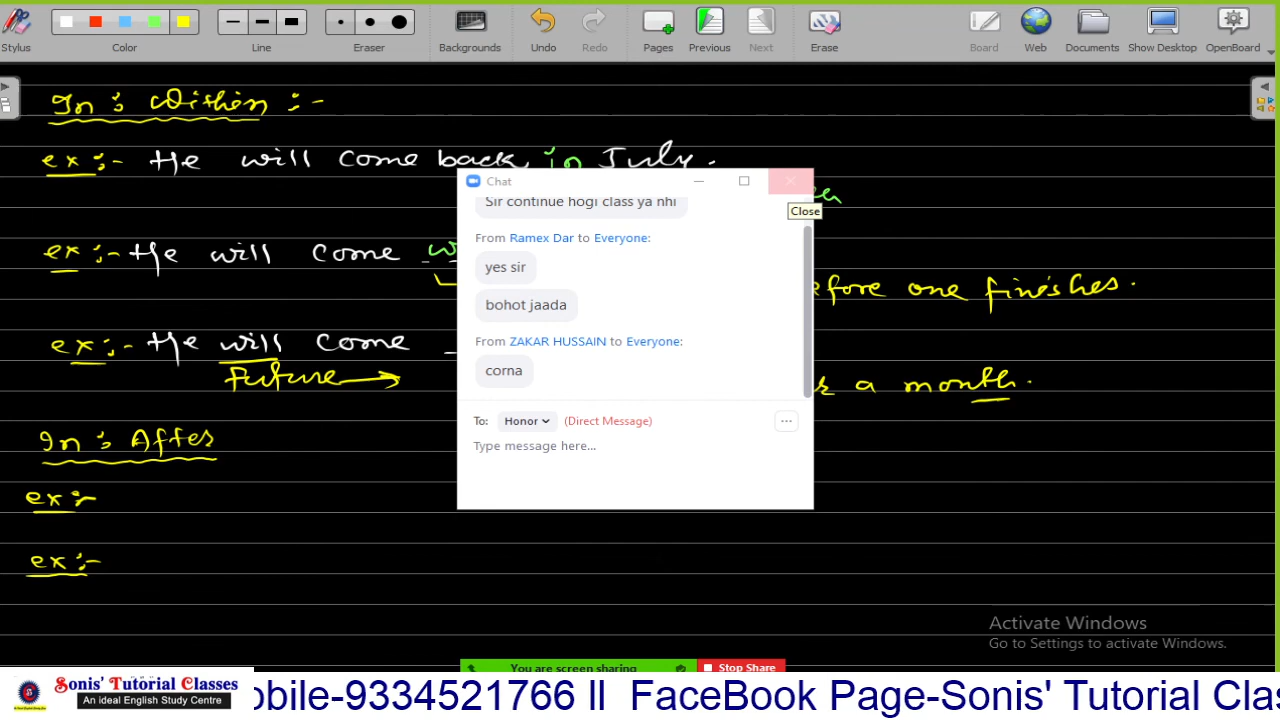 Stylus
Color
Line
Eraser
Backgrounds
Undo
Redo
Pages
Previous
Next
Erase
Board
Web
Documents
Show Desktop
OpenBoard
In : Within :-
ex :- He will come back in July.
ex :- He will come
efore one finishes.
ex :- He will come
Future
a month.
In : After
ex :-
ex :-
Chat
Close
Sir continue hogi class ya nhi
From Ramex Dar to Everyone:
yes sir
bohot jaada
From ZAKAR HUSSAIN to Everyone:
corna
To: Honor (Direct Message)
Type message here...
Activate Windows
Go to Settings to activate Windows.
You are screen sharing
Stop Share
Sonis' Tutorial Classes
An ideal English Study Centre
obile-9334521766 ll FaceBook Page-Sonis' Tutorial Clas